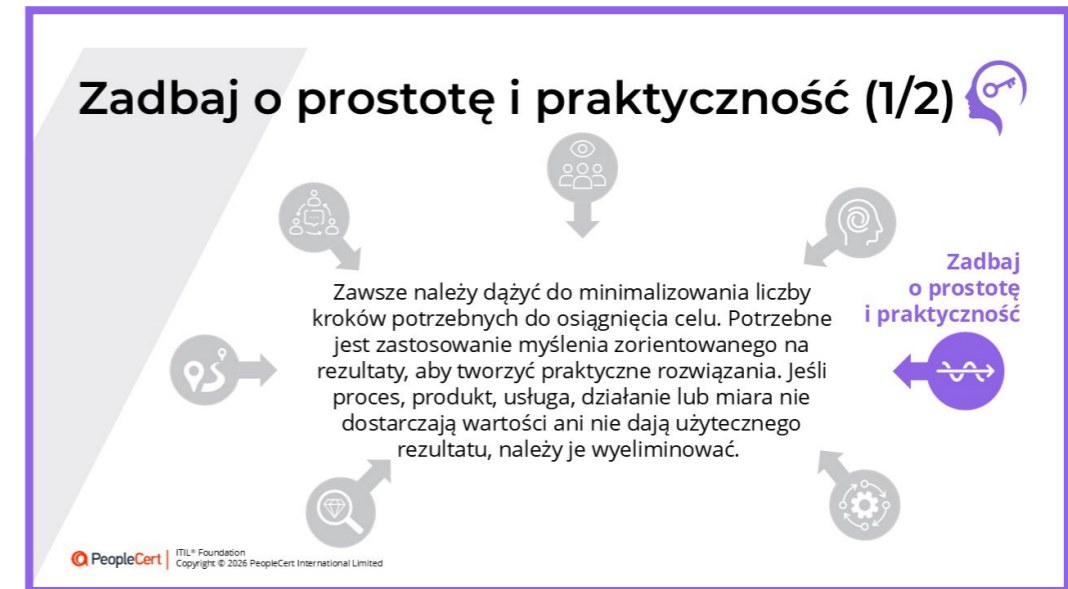 Zadbaj o prostotę i praktyczność (1/2)
Zadbaj
o prostotę
i praktyczność
Zawsze należy dążyć do minimalizowania liczby
kroków potrzebnych do osiągnięcia celu. Potrzebne
jest zastosowanie myślenia zorientowanego na
rezultaty, aby tworzyć praktyczne rozwiązania. Jeśli
proces, produkt, usługa, działanie lub miara nie
dostarczają wartości ani nie dają użytecznego
rezultatu, należy je wyeliminować.
PeopleCert
ITIL® Foundation
Copyright © 2026 PeopleCert International Limited